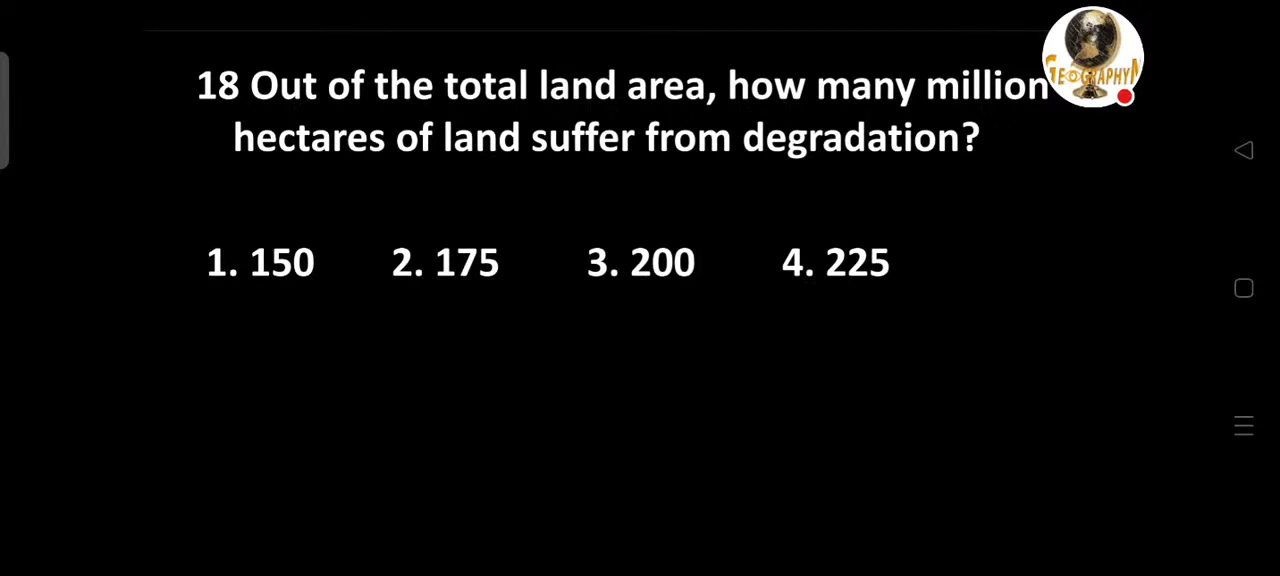 18 Out of the total land area, how many million
hectares of land suffer from degradation?
1. 150 2. 175 3. 200 4. 225
GEOGRAPHY